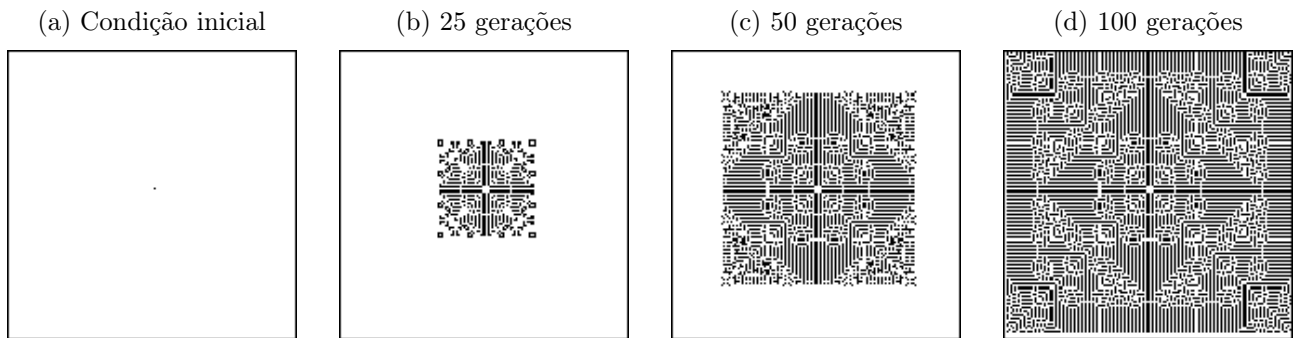 (a) Condição inicial
(b) 25 gerações
(c) 50 gerações
(d) 100 gerações